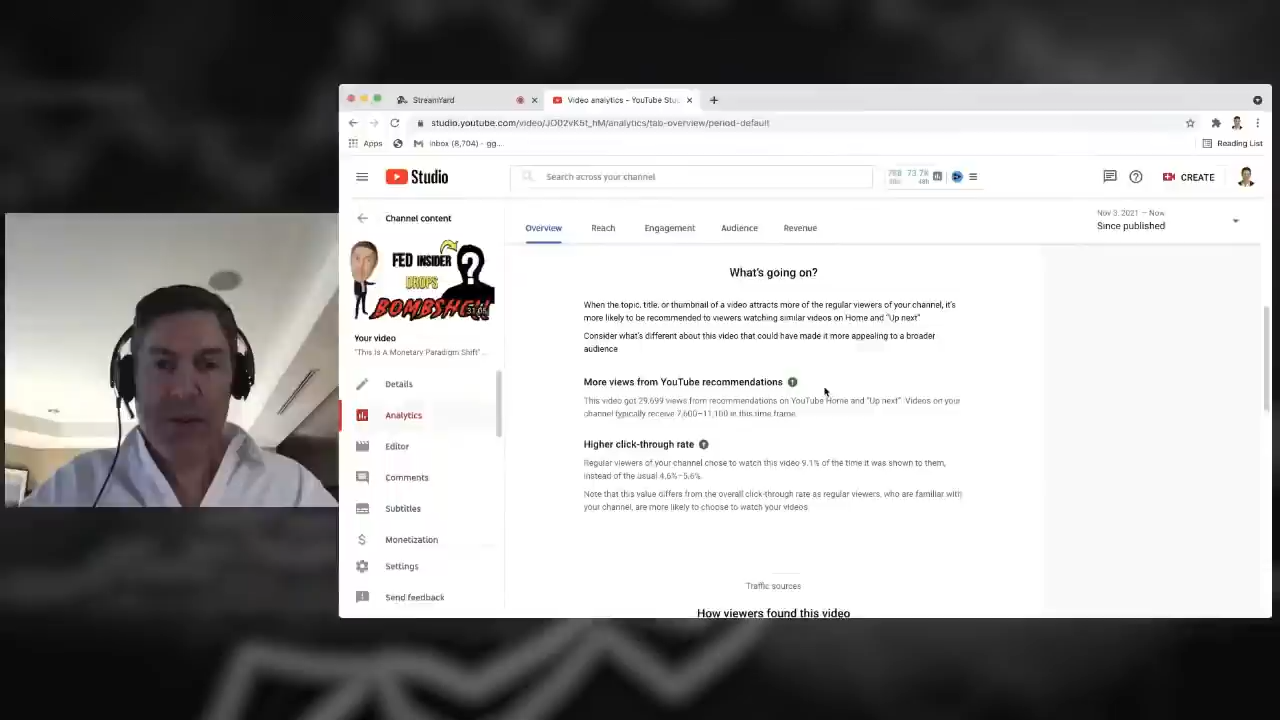 StreamYard
Video analytics - YouTube Stu
studio.youtube.com/video/JO02vK5t_hM/analytics/tab-overview/period-default
Apps
Inbox (8,704) - gg...
Reading List
Studio
Search across your channel
73.7K
48h
CREATE
Channel content
Overview
Reach
Engagement
Audience
Revenue
Nov 3, 2021 – Now
Since published
FED INSIDER
DROPS
BOMBSHELL
31:05
?
Your video
"This Is A Monetary Paradigm Shift"...
Details
Analytics
Editor
Comments
Subtitles
$ Monetization
Settings
Send feedback
What's going on?
When the topic, title, or thumbnail of a video attracts more of the regular viewers of your channel, it's
more likely to be recommended to viewers watching similar videos on Home and "Up next"
Consider what's different about this video that could have made it more appealing to a broader
audience
More views from YouTube recommendations
This video got 29,699 views from recommendations on YouTube Home and "Up next". Videos on your
channel typically receive 7,600–11,100 in this time frame.
Higher click-through rate
Regular viewers of your channel chose to watch this video 9.1% of the time it was shown to them,
instead of the usual 4.6%–5.6%.
Note that this value differs from the overall click-through rate as regular viewers, who are familiar with
your channel, are more likely to choose to watch your videos
Traffic sources
How viewers found this video